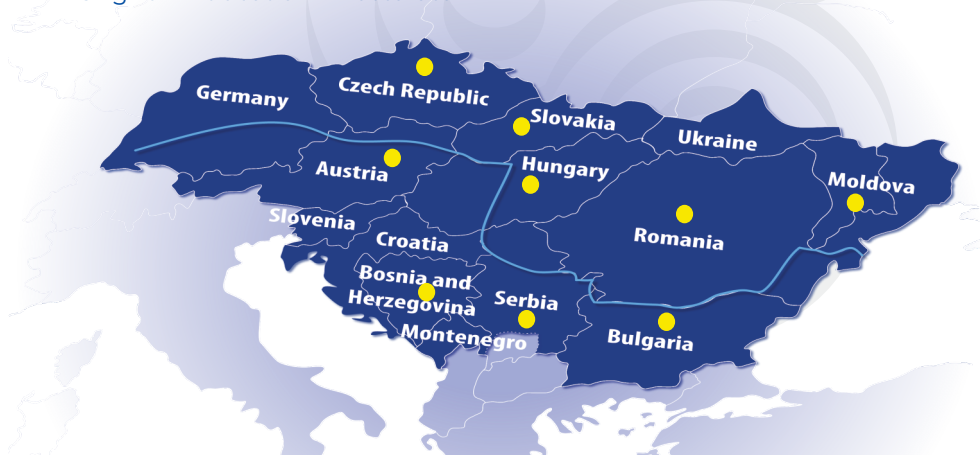 Germany
Czech Republic
Slovakia
Ukraine
Austria
Hungary
Moldova
Slovenia
Croatia
Romania
Bosnia and
Herzegovina
Serbia
Montenegro
Bulgaria